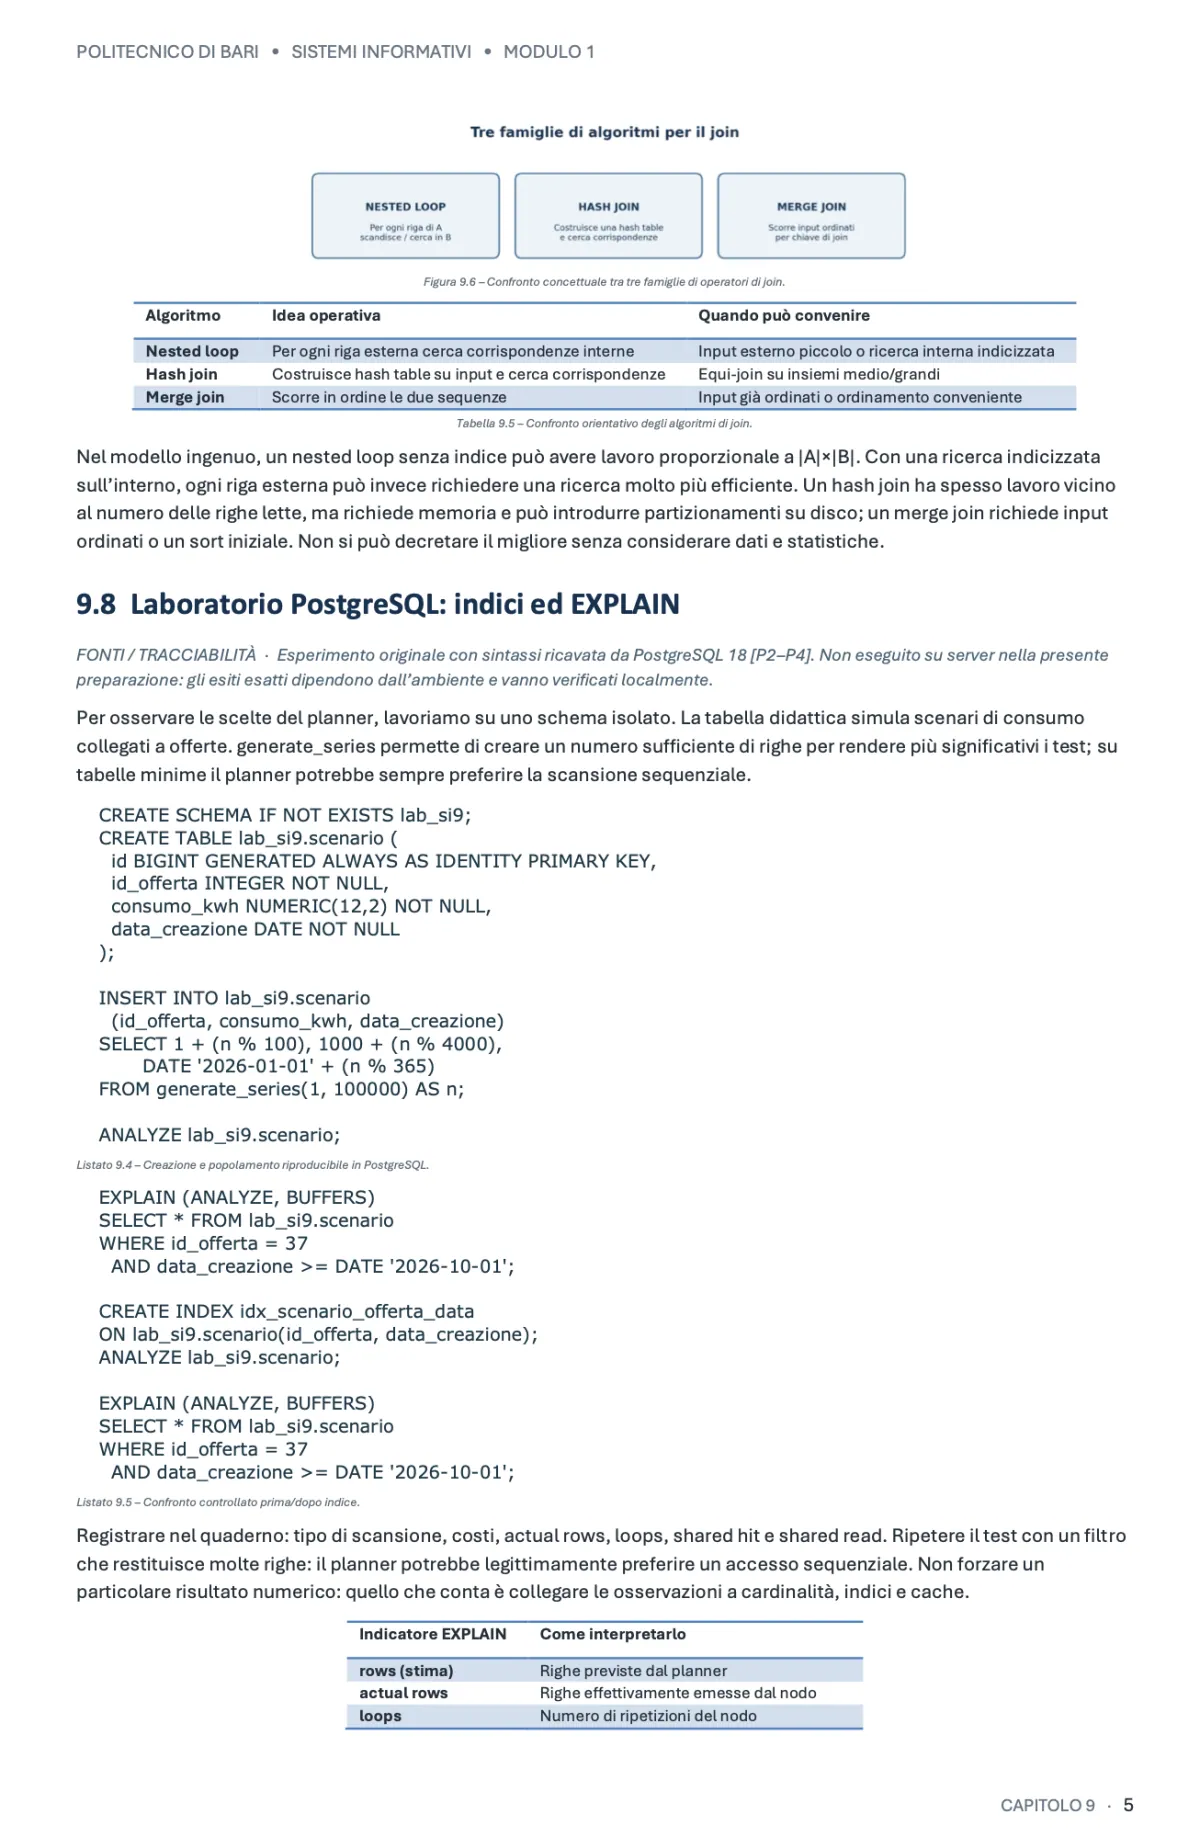 POLITECNICO DI BARI • SISTEMI INFORMATIVI • MODULO 1
Tre famiglie di algoritmi per il join
NESTED LOOP
Per ogni riga di A
scandisce / cerca in B
HASH JOIN
Costruisce una hash table
e cerca corrispondenze
MERGE JOIN
Scorre input ordinati
per chiave di join
Figura 9.6 – Confronto concettuale tra tre famiglie di operatori di join.
Algoritmo Idea operativa Quando può convenire
Nested loop Per ogni riga esterna cerca corrispondenze interne Input esterno piccolo o ricerca interna indicizzata
Hash join Costruisce hash table su input e cerca corrispondenze Equi-join su insiemi medio/grandi
Merge join Scorre in ordine le due sequenze Input già ordinati o ordinamento conveniente
Tabella 9.5 – Confronto orientativo degli algoritmi di join.
Nel modello ingenuo, un nested loop senza indice può avere lavoro proporzionale a |A|×|B|. Con una ricerca indicizzata
sull’interno, ogni riga esterna può invece richiedere una ricerca molto più efficiente. Un hash join ha spesso lavoro vicino
al numero delle righe lette, ma richiede memoria e può introdurre partizionamenti su disco; un merge join richiede input
ordinati o un sort iniziale. Non si può decretare il migliore senza considerare dati e statistiche.
9.8 Laboratorio PostgreSQL: indici ed EXPLAIN
FONTI / TRACCIABILITÀ · Esperimento originale con sintassi ricavata da PostgreSQL 18 [P2–P4]. Non eseguito su server nella presente
preparazione: gli esiti esatti dipendono dall’ambiente e vanno verificati localmente.
Per osservare le scelte del planner, lavoriamo su uno schema isolato. La tabella didattica simula scenari di consumo
collegati a offerte. generate_series permette di creare un numero sufficiente di righe per rendere più significativi i test; su
tabelle minime il planner potrebbe sempre preferire la scansione sequenziale.
CREATE SCHEMA IF NOT EXISTS lab_si9;
CREATE TABLE lab_si9.scenario (
id BIGINT GENERATED ALWAYS AS IDENTITY PRIMARY KEY,
id_offerta INTEGER NOT NULL,
consumo_kwh NUMERIC(12,2) NOT NULL,
data_creazione DATE NOT NULL
);
INSERT INTO lab_si9.scenario
(id_offerta, consumo_kwh, data_creazione)
SELECT 1 + (n % 100), 1000 + (n % 4000),
DATE '2026-01-01' + (n % 365)
FROM generate_series(1, 100000) AS n;
ANALYZE lab_si9.scenario;
Listato 9.4 – Creazione e popolamento riproducibile in PostgreSQL.
EXPLAIN (ANALYZE, BUFFERS)
SELECT * FROM lab_si9.scenario
WHERE id_offerta = 37
AND data_creazione >= DATE '2026-10-01';
CREATE INDEX idx_scenario_offerta_data
ON lab_si9.scenario(id_offerta, data_creazione);
ANALYZE lab_si9.scenario;
EXPLAIN (ANALYZE, BUFFERS)
SELECT * FROM lab_si9.scenario
WHERE id_offerta = 37
AND data_creazione >= DATE '2026-10-01';
Listato 9.5 – Confronto controllato prima/dopo indice.
Registrare nel quaderno: tipo di scansione, costi, actual rows, loops, shared hit e shared read. Ripetere il test con un filtro
che restituisce molte righe: il planner potrebbe legittimamente preferire un accesso sequenziale. Non forzare un
particolare risultato numerico: quello che conta è collegare le osservazioni a cardinalità, indici e cache.
Indicatore EXPLAIN Come interpretarlo
rows (stima) Righe previste dal planner
actual rows Righe effettivamente emesse dal nodo
loops Numero di ripetizioni del nodo
CAPITOLO 9 · 5